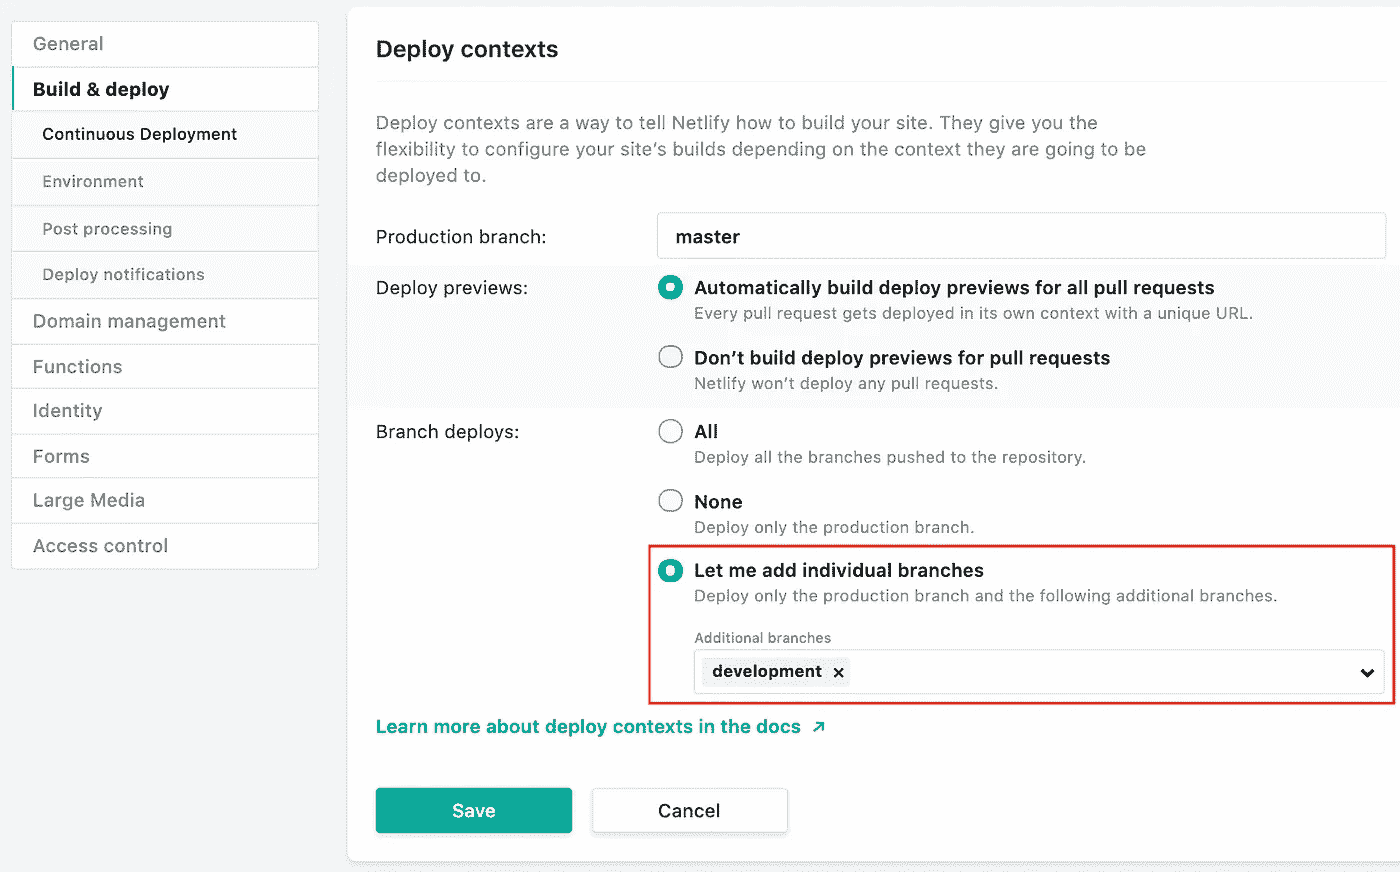 General
Build & deploy
Continuous Deployment
Environment
Post processing
Deploy notifications
Domain management
Functions
Identity
Forms
Large Media
Access control
Deploy contexts
Deploy contexts are a way to tell Netlify how to build your site. They give you the
flexibility to configure your site’s builds depending on the context they are going to be
deployed to.
Production branch:
master
Deploy previews:
Automatically build deploy previews for all pull requests
Every pull request gets deployed in its own context with a unique URL.
Don’t build deploy previews for pull requests
Netlify won’t deploy any pull requests.
Branch deploys:
All
Deploy all the branches pushed to the repository.
None
Deploy only the production branch.
Let me add individual branches
Deploy only the production branch and the following additional branches.
Additional branches
development ×
Learn more about deploy contexts in the docs ↗
Save
Cancel